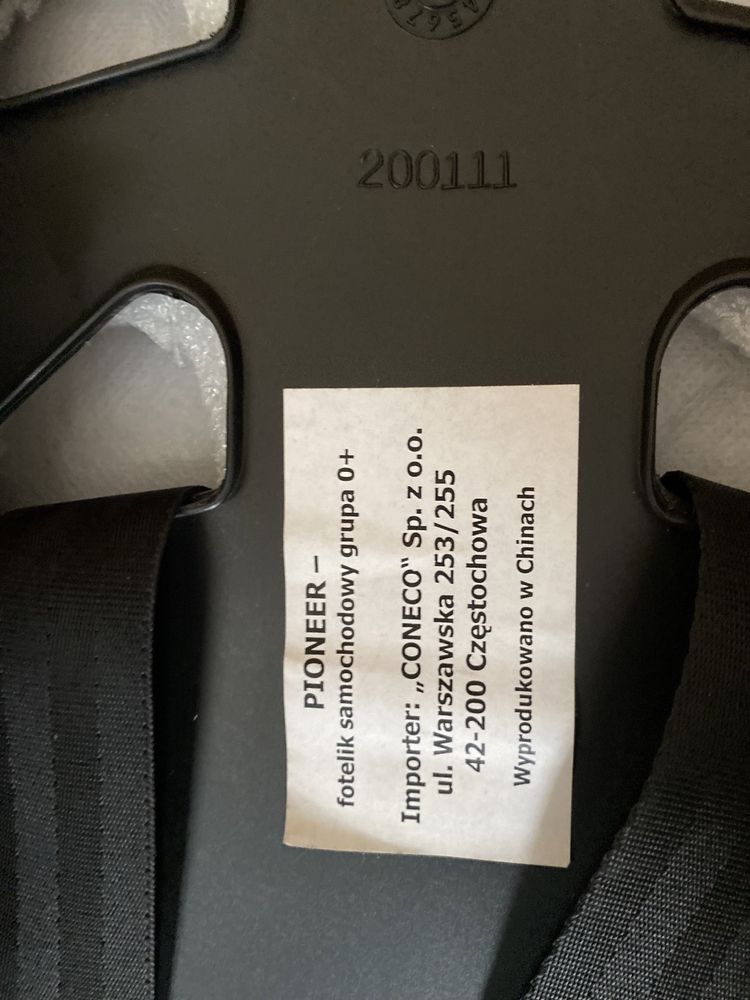 200111
PIONEER –
fotelik samochodowy grupa 0+
Importer: „CONECO“ Sp. z o.o.
ul. Warszawska 253/255
42-200 Częstochowa
Wyprodukowano w Chinach